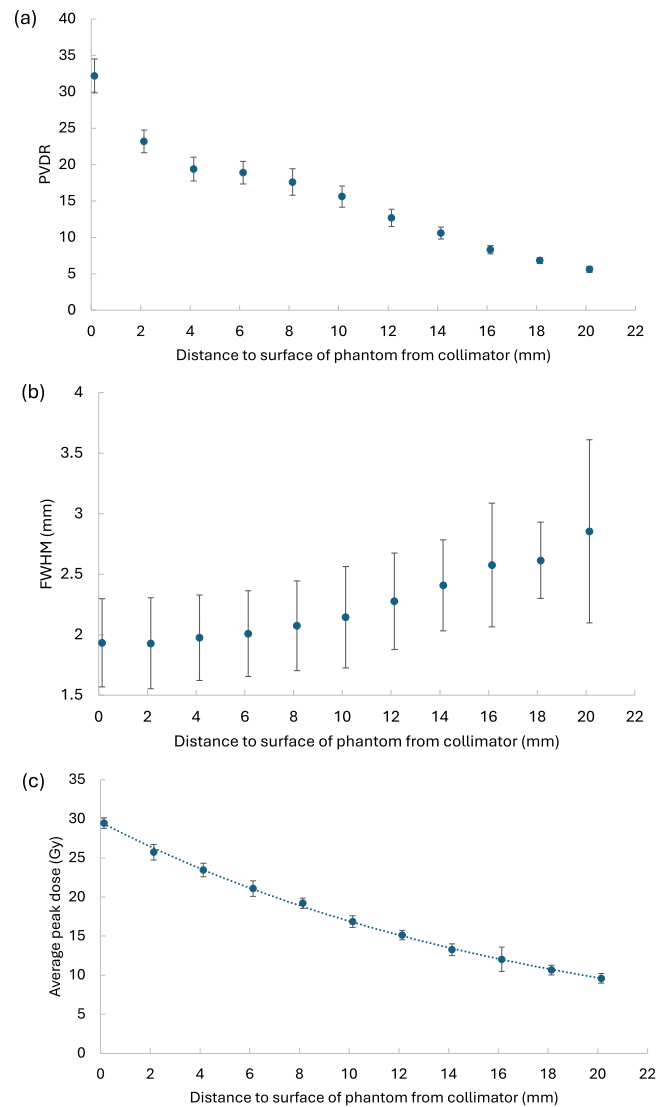 (a)
40
35
30
25
20
15
10
5
0
PVDR
0 2 4 6 8 10 12 14 16 18 20 22
Distance to surface of phantom from collimator (mm)
(b)
4
3.5
3
2.5
2
1.5
FWHM (mm)
0 2 4 6 8 10 12 14 16 18 20 22
Distance to surface of phantom from collimator (mm)
(c)
35
30
25
20
15
10
5
0
Average peak dose (Gy)
0 2 4 6 8 10 12 14 16 18 20 22
Distance to surface of phantom from collimator (mm)